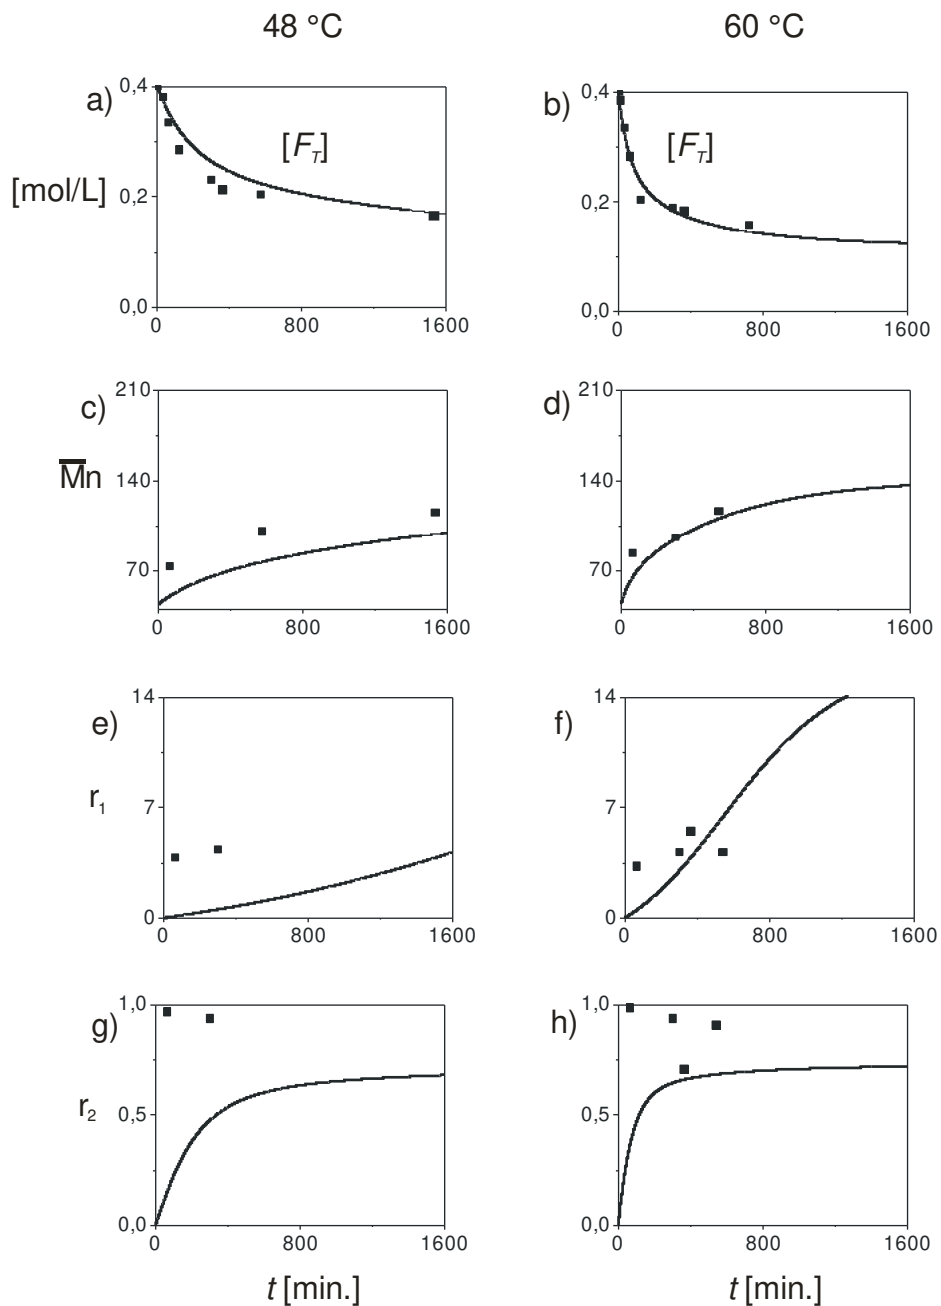 48 °C 60 °C
a) 0,4 b) 0,4
[F_T] [F_T]
[mol/L] 0,2 0,2
0,0 0,0
0 800 1600 0 800 1600
c) 210 d) 210
M̅n 140 140
70 70
0 800 1600 0 800 1600
e) 14 f) 14
r₁ 7 7
0 0
0 800 1600 0 800 1600
g) 1,0 h) 1,0
r₂ 0,5 0,5
0,0 0,0
0 800 1600 0 800 1600
t [min.] t [min.]